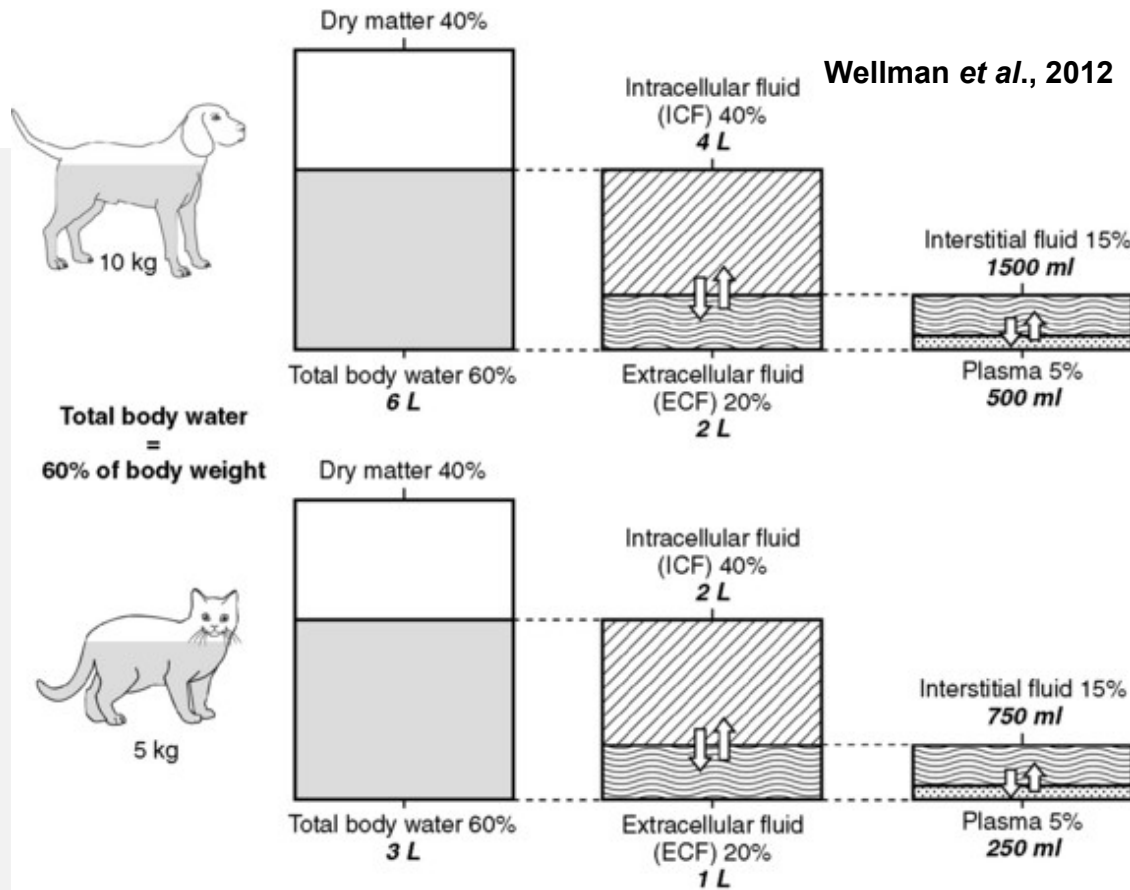 Dry matter 40%
Wellman et al., 2012
Intracellular fluid
(ICF) 40%
4 L
10 kg
Interstitial fluid 15%
1500 ml
Total body water 60%
6 L
Extracellular fluid
(ECF) 20%
2 L
Plasma 5%
500 ml
Total body water
=
60% of body weight
Dry matter 40%
Intracellular fluid
(ICF) 40%
2 L
5 kg
Interstitial fluid 15%
750 ml
Total body water 60%
3 L
Extracellular fluid
(ECF) 20%
1 L
Plasma 5%
250 ml